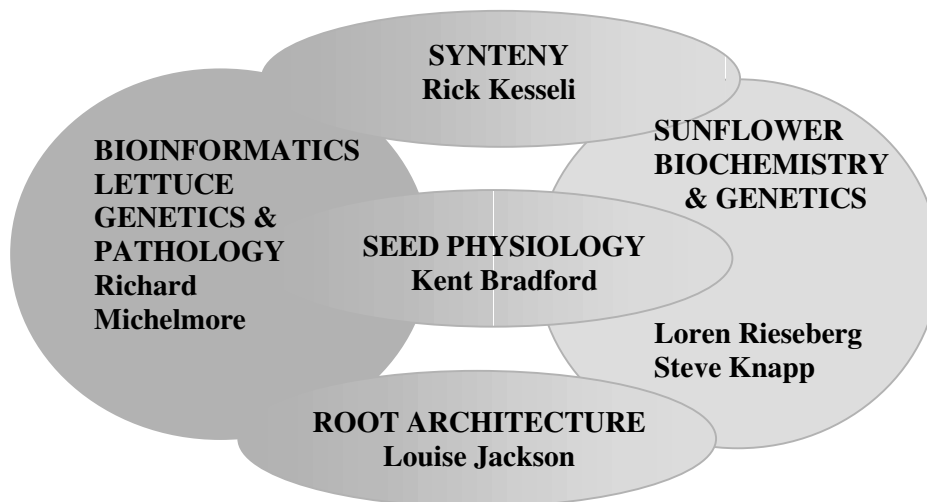 SYNTENY
Rick Kesseli
BIOINFORMATICS
LETTUCE
GENETICS &
PATHOLOGY
Richard
Michelmore
SEED PHYSIOLOGY
Kent Bradford
SUNFLOWER
BIOCHEMISTRY
& GENETICS
Loren Rieseberg
Steve Knapp
ROOT ARCHITECTURE
Louise Jackson